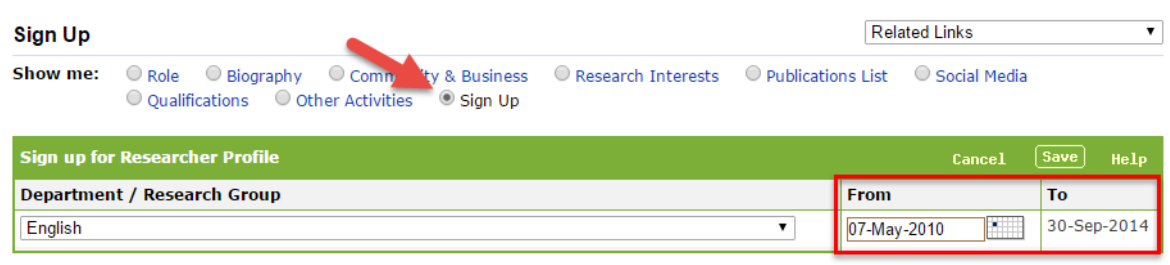 Sign Up Related Links
Show me: Role Biography Community & Business Research Interests Publications List Social Media
Qualifications Other Activities Sign Up
Sign up for Researcher Profile Cancel Save Help
Department / Research Group From To
English 07-May-2010 30-Sep-2014